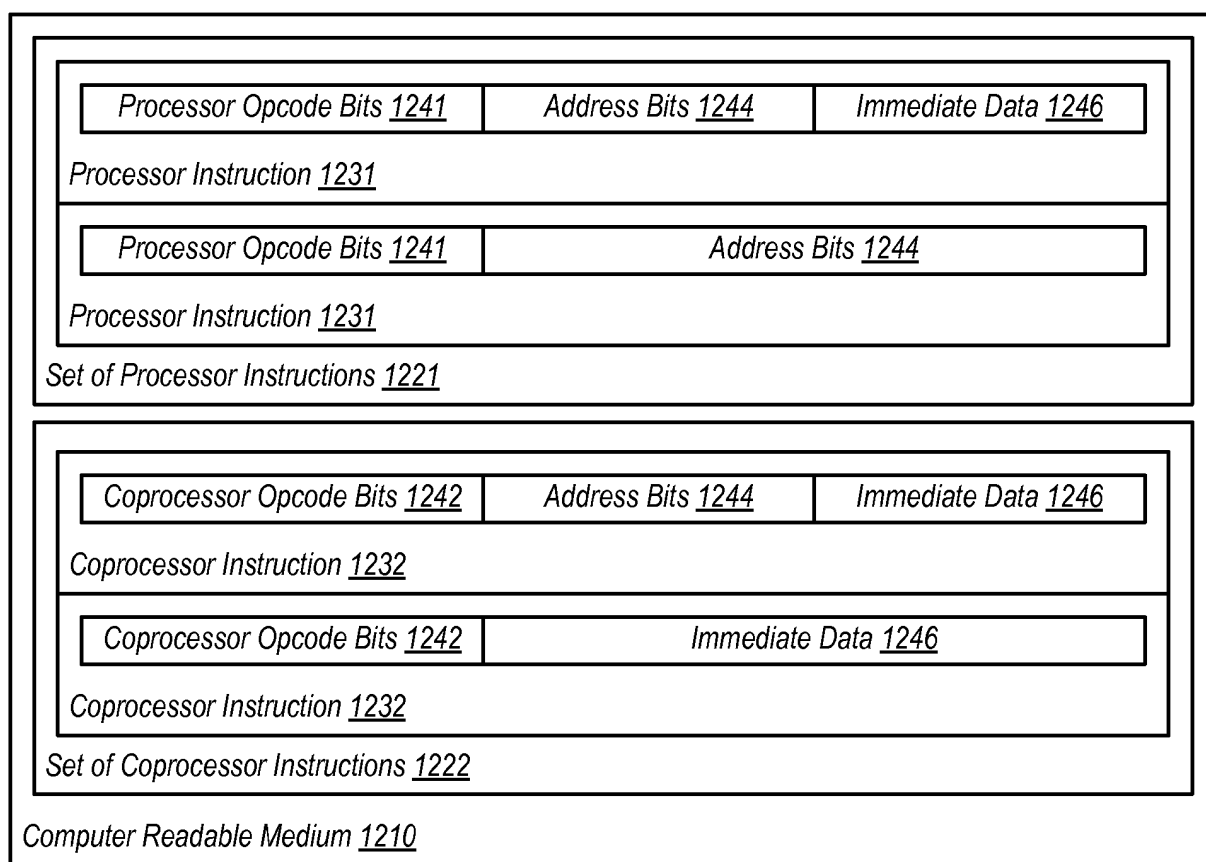 Processor Opcode Bits 1241 Address Bits 1244 Immediate Data 1246
Processor Instruction 1231
Processor Opcode Bits 1241 Address Bits 1244
Processor Instruction 1231
Set of Processor Instructions 1221
Coprocessor Opcode Bits 1242 Address Bits 1244 Immediate Data 1246
Coprocessor Instruction 1232
Coprocessor Opcode Bits 1242 Immediate Data 1246
Coprocessor Instruction 1232
Set of Coprocessor Instructions 1222
Computer Readable Medium 1210